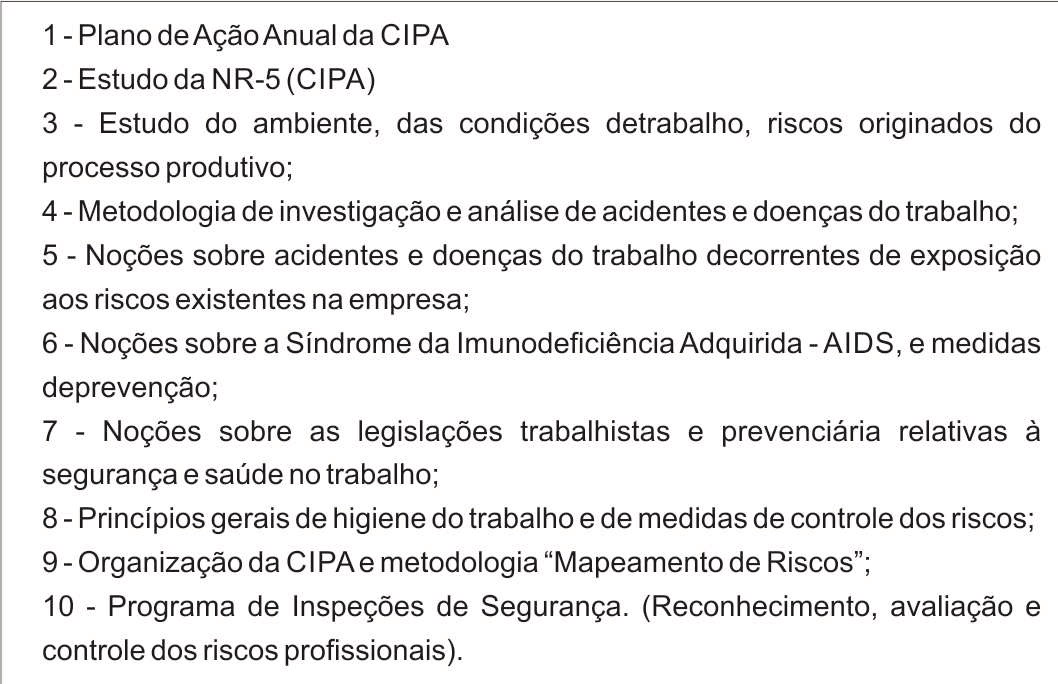 1 - Plano de Ação Anual da CIPA
2 - Estudo da NR-5 (CIPA)
3 - Estudo do ambiente, das condições detrabalho, riscos originados do
processo produtivo;
4 - Metodologia de investigação e análise de acidentes e doenças do trabalho;
5 - Noções sobre acidentes e doenças do trabalho decorrentes de exposição
aos riscos existentes na empresa;
6 - Noções sobre a Síndrome da Imunodeficiência Adquirida - AIDS, e medidas
deprevenção;
7 - Noções sobre as legislações trabalhistas e prevenciária relativas à
segurança e saúde no trabalho;
8 - Princípios gerais de higiene do trabalho e de medidas de controle dos riscos;
9 - Organização da CIPA e metodologia “Mapeamento de Riscos”;
10 - Programa de Inspeções de Segurança. (Reconhecimento, avaliação e
controle dos riscos profissionais).